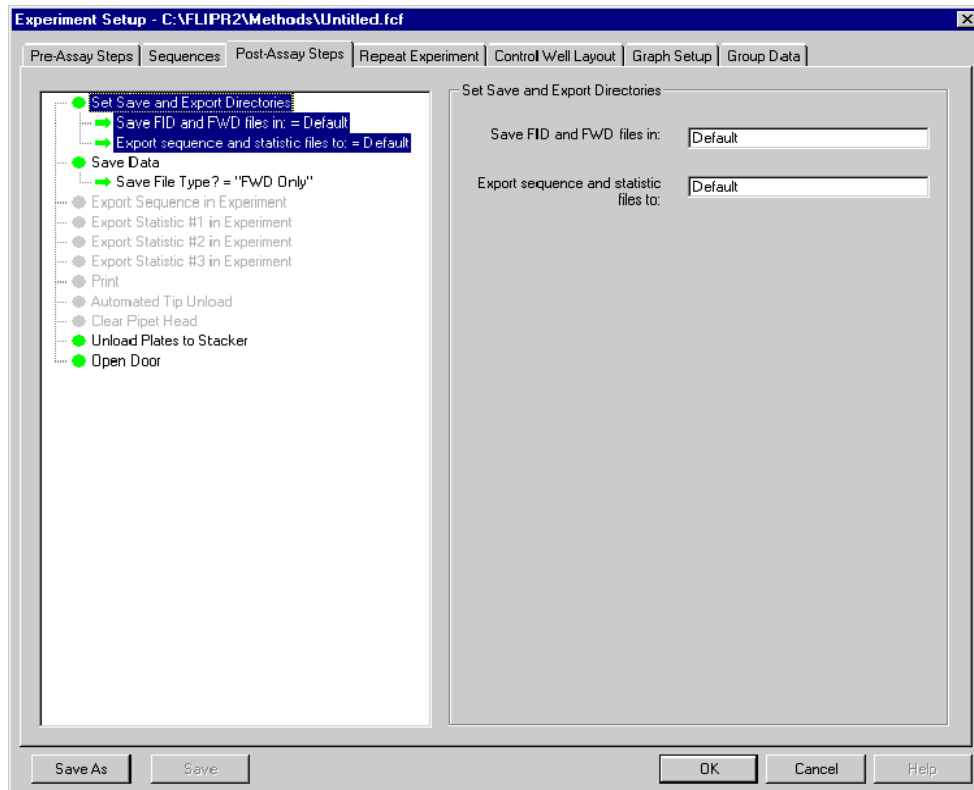 Experiment Setup - C:\FLIPR2\Methods\Untitled.fcf
Pre-Assay Steps Sequences Post-Assay Steps Repeat Experiment Control Well Layout Graph Setup Group Data
Set Save and Export Directories
Save FID and FWD files in: = Default
Export sequence and statistic files to: = Default
Save Data
Save File Type? = "FWD Only"
Export Sequence in Experiment
Export Statistic #1 in Experiment
Export Statistic #2 in Experiment
Export Statistic #3 in Experiment
Print
Automated Tip Unload
Clear Pipet Head
Unload Plates to Stacker
Open Door
Set Save and Export Directories
Save FID and FWD files in: Default
Export sequence and statistic Default
files to:
Save As Save OK Cancel Help